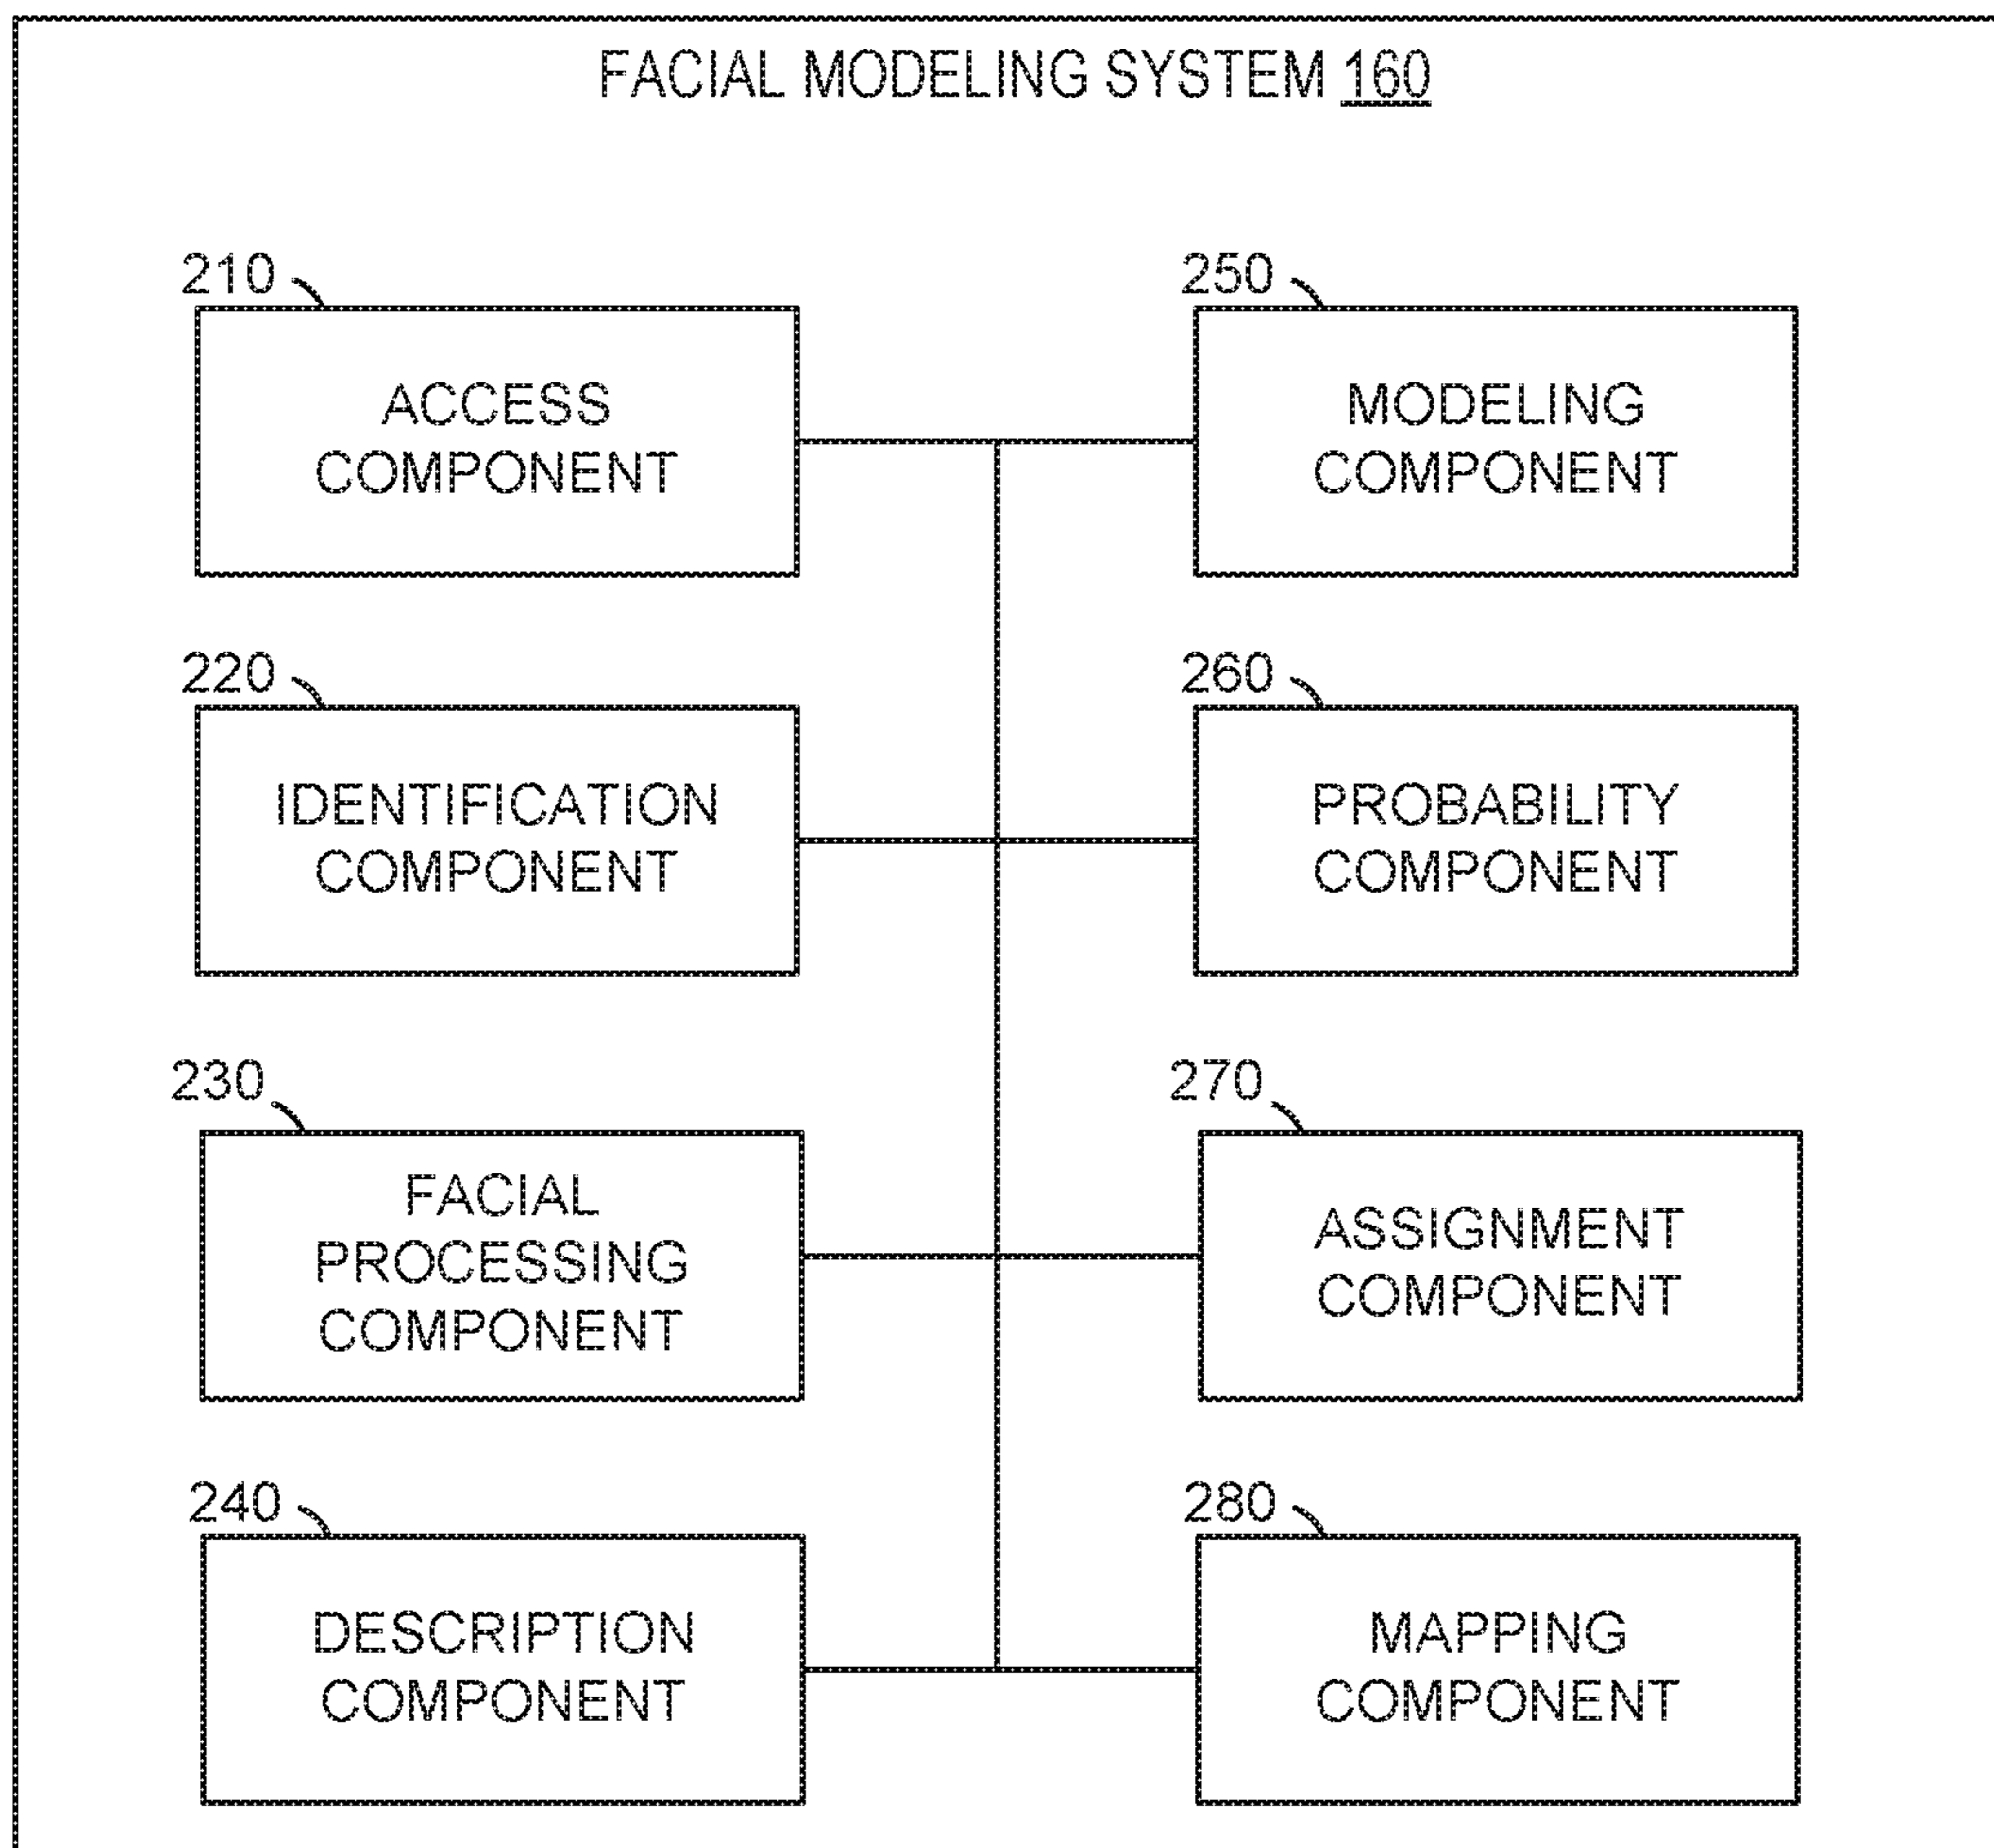 FACIAL MODELING SYSTEM 160
210
ACCESS
COMPONENT
250
MODELING
COMPONENT
220
IDENTIFICATION
COMPONENT
260
PROBABILITY
COMPONENT
230
FACIAL
PROCESSING
COMPONENT
270
ASSIGNMENT
COMPONENT
240
DESCRIPTION
COMPONENT
280
MAPPING
COMPONENT